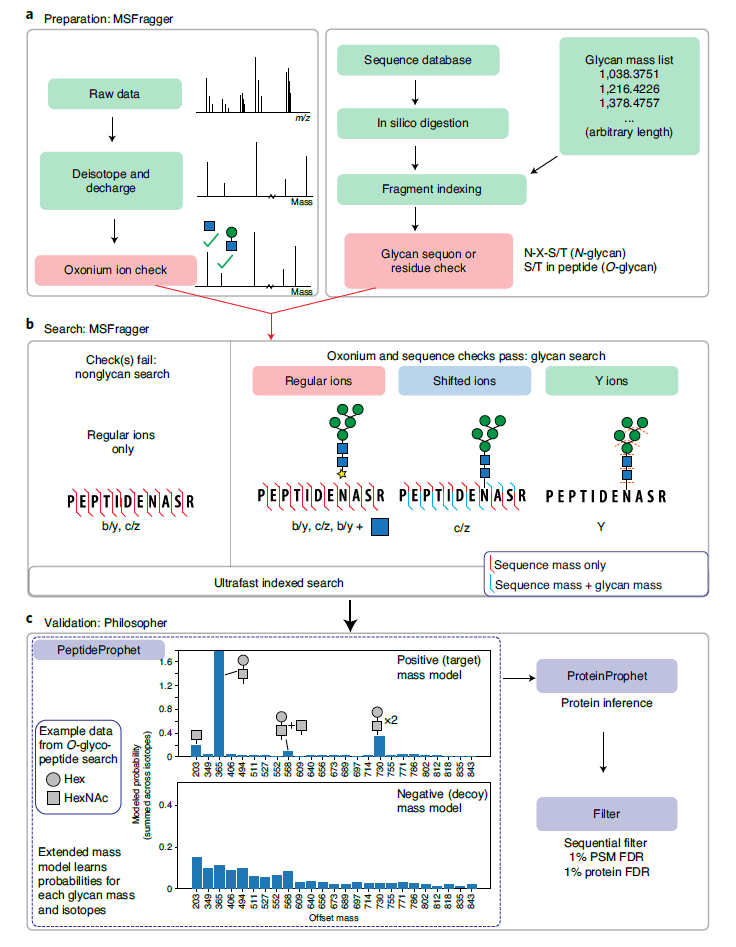 a Preparation: MSFragger
Raw data
m/z
Deisotope and
decharge
Mass
Oxonium ion check
Mass
Sequence database
In silico digestion
Fragment indexing
Glycan sequon or
residue check
Glycan mass list
1,038.3751
1,216.4226
1,378.4757
...
(arbitrary length)
N-X-S/T (N-glycan)
S/T in peptide (O-glycan)
b Search: MSFragger
Check(s) fail:
nonglycan search
Regular ions
only
PEPTIDENASR
b/y, c/z
Oxonium and sequence checks pass: glycan search
Regular ions
Shifted ions
Y ions
PEPTIDENASR
PEPTIDENASR
PEPTIDENASR
b/y, c/z, b/y +
c/z
Y
Ultrafast indexed search
Sequence mass only
Sequence mass + glycan mass
c Validation: Philosopher
PeptideProphet
Example data
from O-glyco-
peptide search
Hex
HexNAc
Extended mass
model learns
probabilities for
each glycan mass
and isotopes
Modeled probability
(summed across isotopes)
1.6
1.2
0.8
0.4
0
Positive (target)
mass model
+
×2
203 349 365 406 494 511 527 552 568 609 640 656 673 689 697 714 730 755 771 786 802 812 818 835 843
0.4
0.2
0
Negative (decoy)
mass model
203 349 365 406 494 511 527 552 568 609 640 656 673 689 697 714 730 755 771 786 802 812 818 835 843
Offset mass
ProteinProphet
Protein inference
Filter
Sequential filter
1% PSM FDR
1% protein FDR